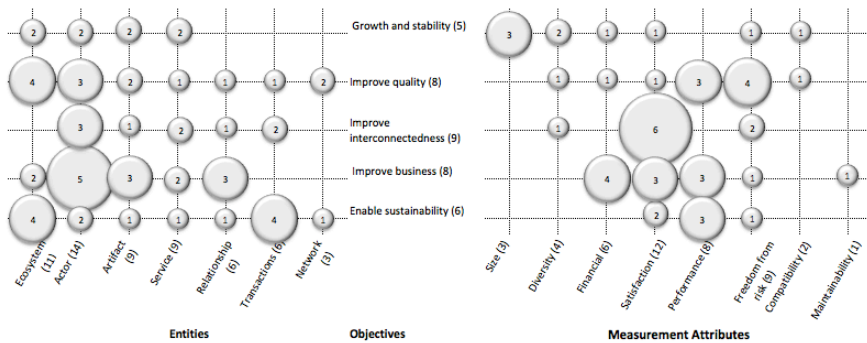 2 2 2 2 Growth and stability (5) 3 2 1 1 1 1
4 3 2 1 1 1 2 Improve quality (8) 1 1 1 3 4 1
3 1 2 1 2 Improve
interconnectedness (9) 1 6 2
2 5 3 2 3 Improve business (8) 4 3 3 1 1
4 2 1 1 1 4 1 Enable sustainability (6) 2 3 1
Ecosystem
(11)
Actor (14)
Artifact
(9)
Service (9)
Relationship
(6)
Transactions (6)
Network
(3)
Size (3)
Diversity (4)
Financial (6)
Satisfaction (12)
Performance (8)
Freedom from
risk (9)
Compatibility (2)
Maintainability (1)
Entities Objectives Measurement Attributes